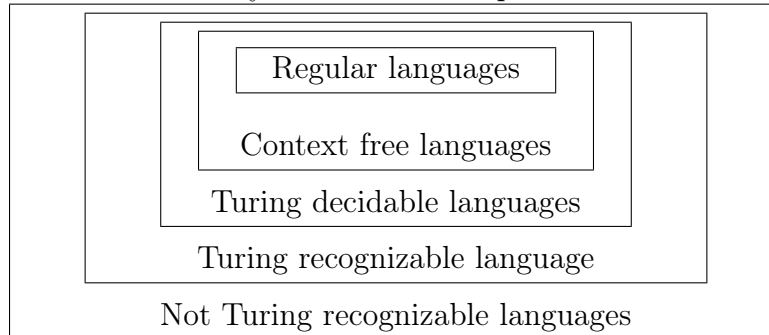 Regular languages
Context free languages
Turing decidable languages
Turing recognizable language
Not Turing recognizable languages